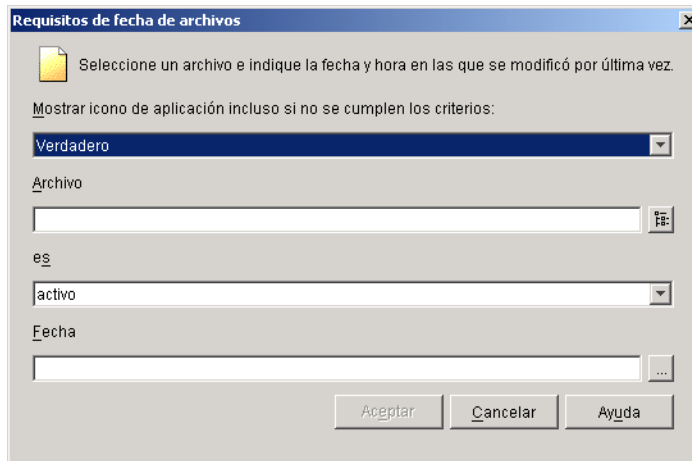 Requisitos de fecha de archivos
Seleccione un archivo e indique la fecha y hora en las que se modificó por última vez.
Mostrar icono de aplicación incluso si no se cumplen los criterios:
Verdadero
Archivo
es
activo
Fecha
...
Aceptar Cancelar Ayuda